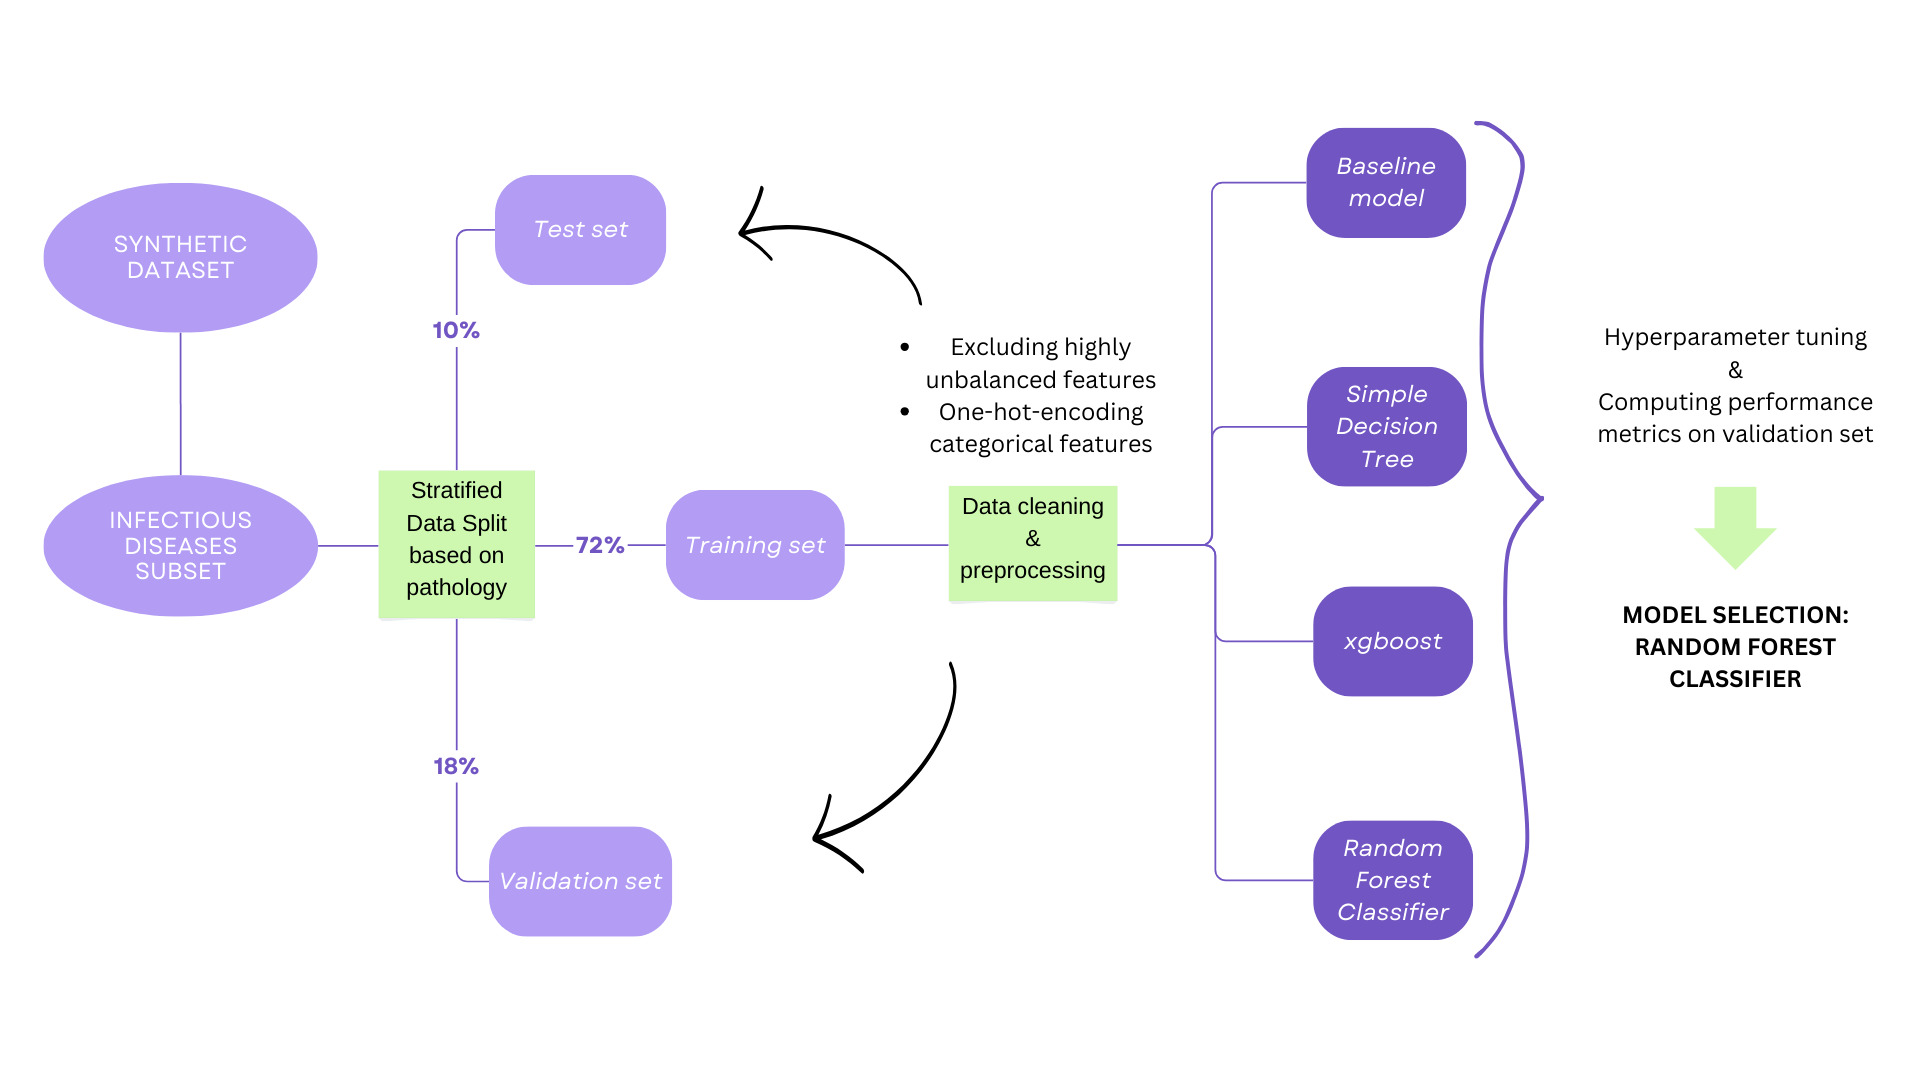 SYNTHETIC
DATASET
INFECTIOUS
DISEASES
SUBSET
Stratified
Data Split
based on
pathology
10%
Test set
72%
Training set
18%
Validation set
• Excluding highly
unbalanced features
• One-hot-encoding
categorical features
Data cleaning
&
preprocessing
Baseline
model
Simple
Decision
Tree
xgboost
Random
Forest
Classifier
Hyperparameter tuning
&
Computing performance
metrics on validation set
MODEL SELECTION:
RANDOM FOREST
CLASSIFIER